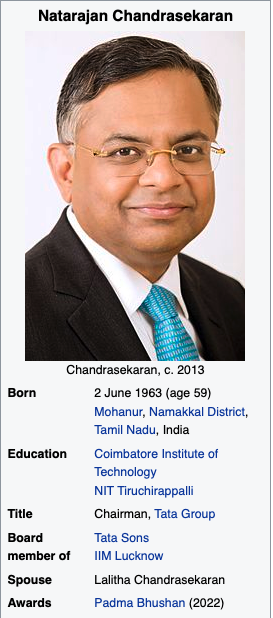 Natarajan Chandrasekaran
Chandrasekaran, c. 2013
Born 2 June 1963 (age 59)
Mohanur, Namakkal District,
Tamil Nadu, India
Education Coimbatore Institute of
Technology
NIT Tiruchirappalli
Title Chairman, Tata Group
Board Tata Sons
member of IIM Lucknow
Spouse Lalitha Chandrasekaran
Awards Padma Bhushan (2022)